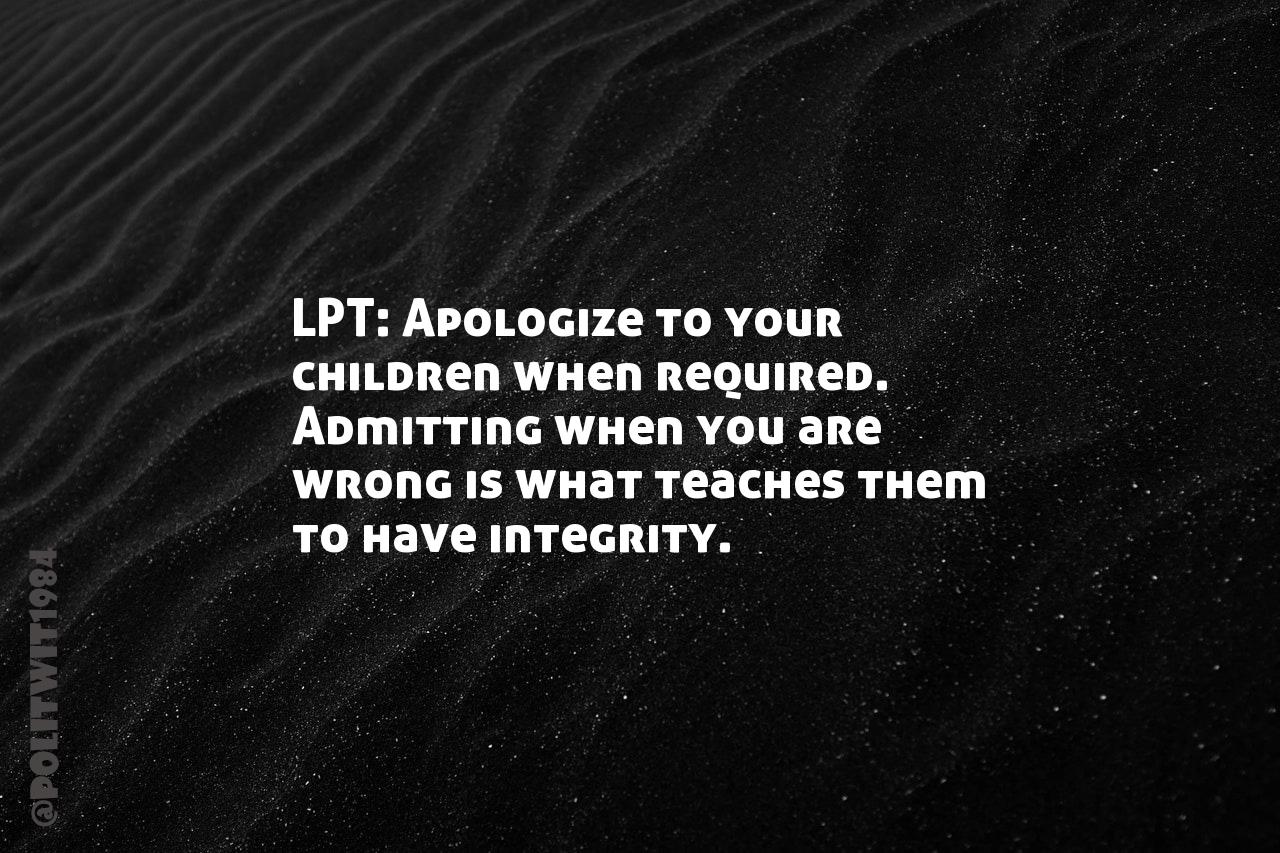 LPT: Apologize to your
children when required.
Admitting when you are
wrong is what teaches them
to have integrity.
@POLITWIT1984